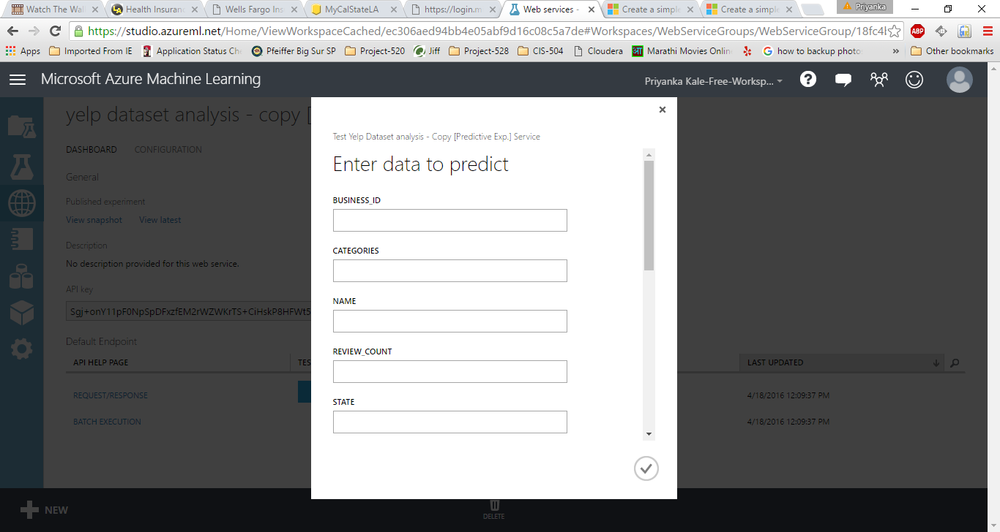 Watch The Wal
Health Insuran
Wells Fargo Ins
MyCalStateLA
https://login.m
Web services -
Create a simple
Create a simple
Priyanka
https://studio.azureml.net/Home/ViewWorkspaceCached/ec306aed94bb4e05abf9d16c08c5a7de#Workspaces/WebServiceGroups/WebServiceGroup/18fc4b
ABP
Apps
Imported From IE
Application Status Ch
Pfeiffer Big Sur SP
Project-520
Jiff
Project-528
CIS-504
Cloudera
Marathi Movies Onlin
how to backup photo
»
Other bookmarks
Microsoft Azure Machine Learning
Priyanka Kale-Free-Worksp...
yelp dataset analysis - copy [
DASHBOARD CONFIGURATION
General
Published experiment
View snapshot View latest
Description
No description provided for this web service.
API key
Sgj+onY11pF0NpSpDFxzfEM2rWZWKrTS+CiHskP8HFWt5
Default Endpoint
API HELP PAGE TES LAST UPDATED
REQUEST/RESPONSE 4/18/2016 12:09:37 PM
BATCH EXECUTION 4/18/2016 12:09:37 PM
Test Yelp Dataset analysis - Copy [Predictive Exp.] Service
Enter data to predict
BUSINESS_ID
CATEGORIES
NAME
REVIEW_COUNT
STATE
NEW
DELETE